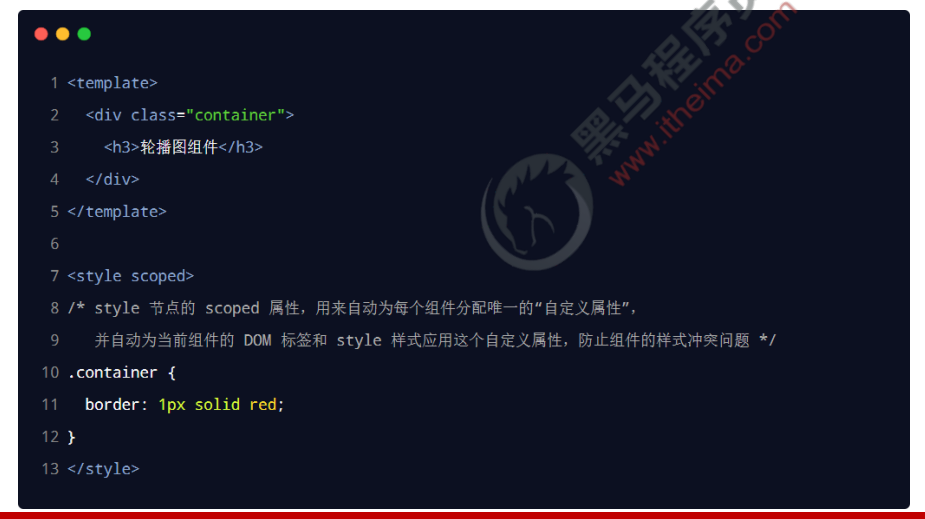 黑马程序员
www.itheima.com
1 <template>
2   <div class="container">
3     <h3>轮播图组件</h3>
4   </div>
5 </template>
6
7 <style scoped>
8 /* style 节点的 scoped 属性，用来自动为每个组件分配唯一的“自定义属性”，
9    并自动为当前组件的 DOM 标签和 style 样式应用这个自定义属性，防止组件的样式冲突问题 */
10 .container {
11   border: 1px solid red;
12 }
13 </style>